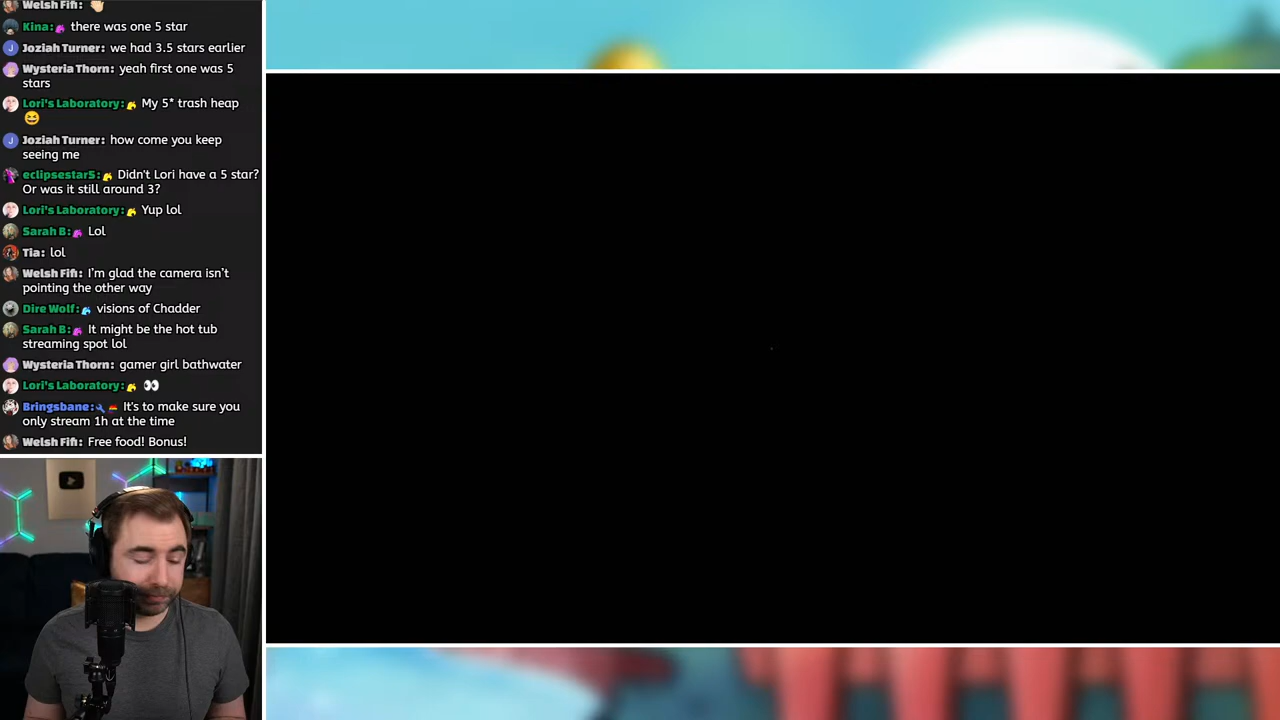 Welsh Fifi: 👋🏻
Kina: there was one 5 star
Joziah Turner: we had 3.5 stars earlier
Wysteria Thorn: yeah first one was 5
stars
Lori's Laboratory: My 5* trash heap
😆
Joziah Turner: how come you keep
seeing me
eclipsestar5: Didn't Lori have a 5 star?
Or was it still around 3?
Lori's Laboratory: Yup lol
Sarah B: Lol
Tia: lol
Welsh Fifi: I'm glad the camera isn't
pointing the other way
Dire Wolf: visions of Chadder
Sarah B: It might be the hot tub
streaming spot lol
Wysteria Thorn: gamer girl bathwater
Lori's Laboratory: 👀
Bringsbane: It's to make sure you
only stream 1h at the time
Welsh Fifi: Free food! Bonus!